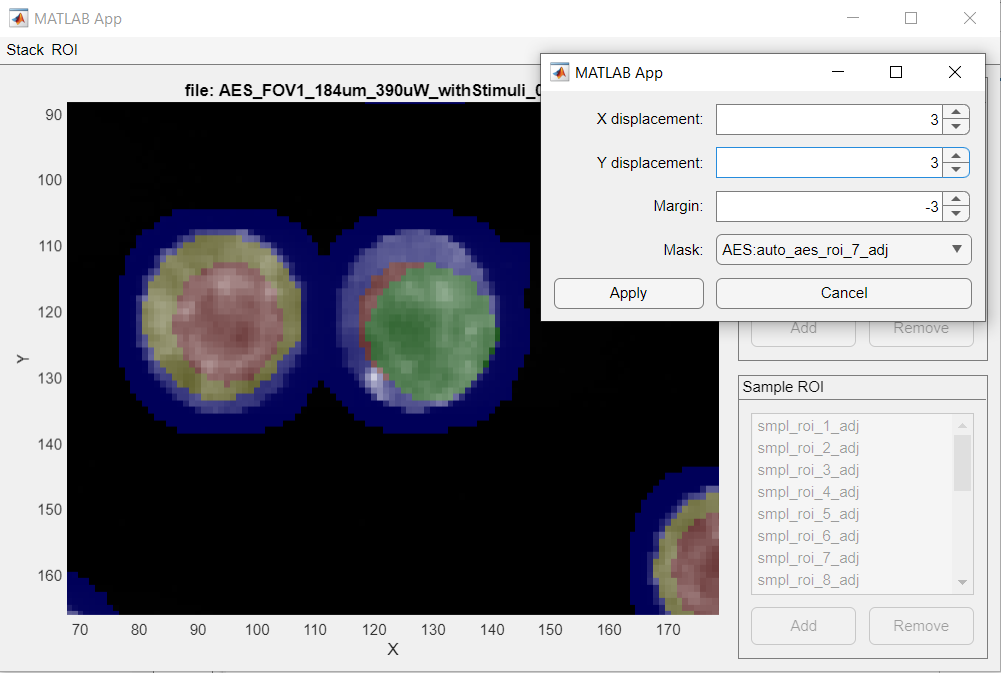 MATLAB App
Stack ROI
file: AES_FOV1_184um_390uW_withStimuli_
MATLAB App
X displacement: 3
Y displacement: 3
Margin: -3
Mask: AES:auto_aes_roi_7_adj
Apply Cancel
Add Remove
Sample ROI
smpl_roi_1_adj
smpl_roi_2_adj
smpl_roi_3_adj
smpl_roi_4_adj
smpl_roi_5_adj
smpl_roi_6_adj
smpl_roi_7_adj
smpl_roi_8_adj
Add Remove
90
100
110
120
130
140
150
160
Y
70 80 90 100 110 120 130 140 150 160 170
X